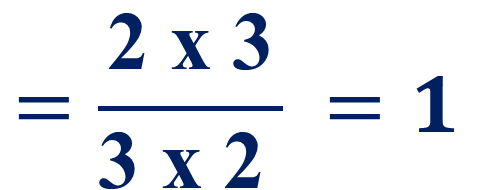 2 x 3
= = 1
3 x 2